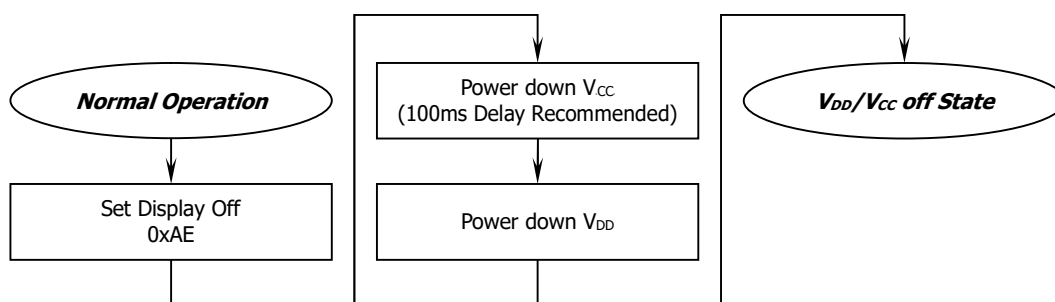 Normal Operation
Set Display Off
0xAE
Power down VCC
(100ms Delay Recommended)
Power down VDD
VDD/VCC off State